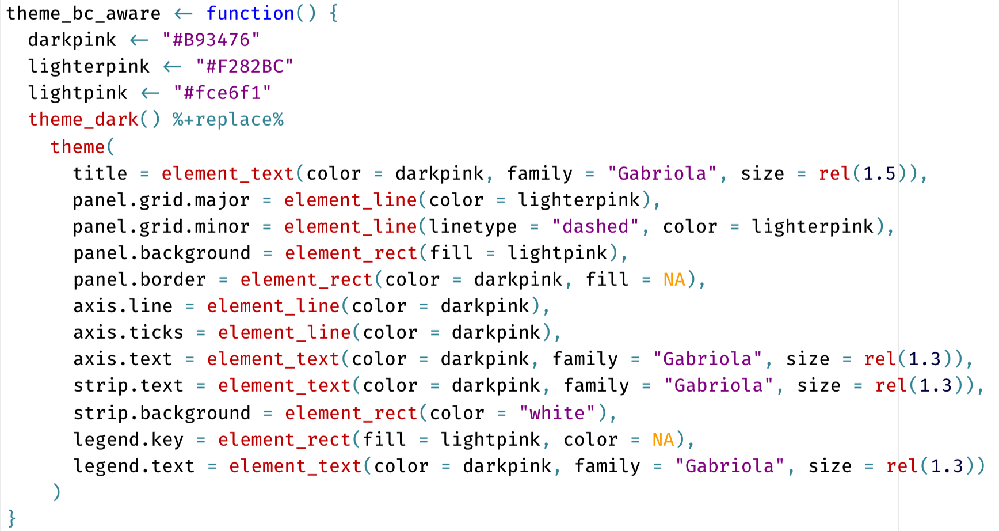 theme_bc_aware <- function() {
  darkpink <- "#B93476"
  lighterpink <- "#F282BC"
  lightpink <- "#fce6f1"
  theme_dark() %+replace%
    theme(
      title = element_text(color = darkpink, family = "Gabriola", size = rel(1.5)),
      panel.grid.major = element_line(color = lighterpink),
      panel.grid.minor = element_line(linetype = "dashed", color = lighterpink),
      panel.background = element_rect(fill = lightpink),
      panel.border = element_rect(color = darkpink, fill = NA),
      axis.line = element_line(color = darkpink),
      axis.ticks = element_line(color = darkpink),
      axis.text = element_text(color = darkpink, family = "Gabriola", size = rel(1.3)),
      strip.text = element_text(color = darkpink, family = "Gabriola", size = rel(1.3)),
      strip.background = element_rect(color = "white"),
      legend.key = element_rect(fill = lightpink, color = NA),
      legend.text = element_text(color = darkpink, family = "Gabriola", size = rel(1.3))
    )
}